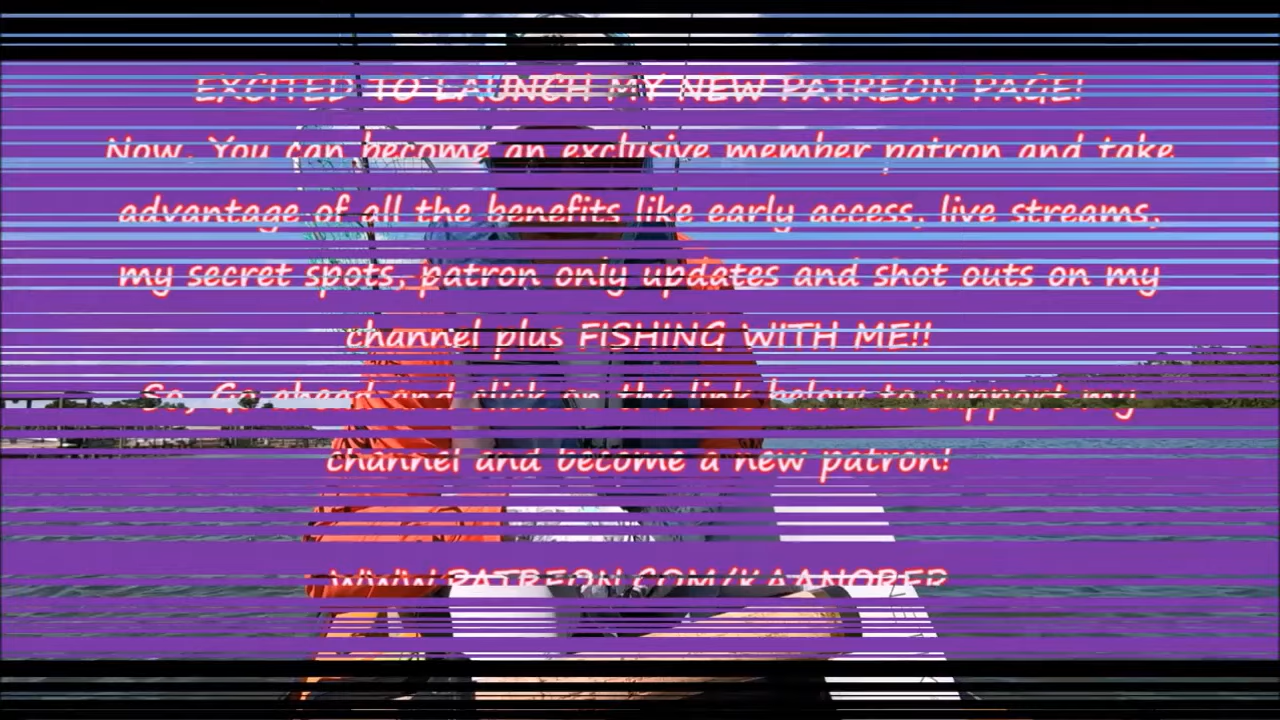 EXCITED TO LAUNCH MY NEW PATREON PAGE!
Now, You can become an exclusive member patron and take
advantage of all the benefits like early access, live streams,
my secret spots, patron only updates and shot outs on my
channel plus FISHING WITH ME!!
So, Go ahead and click on the link below to support my
channel and become a new patron!